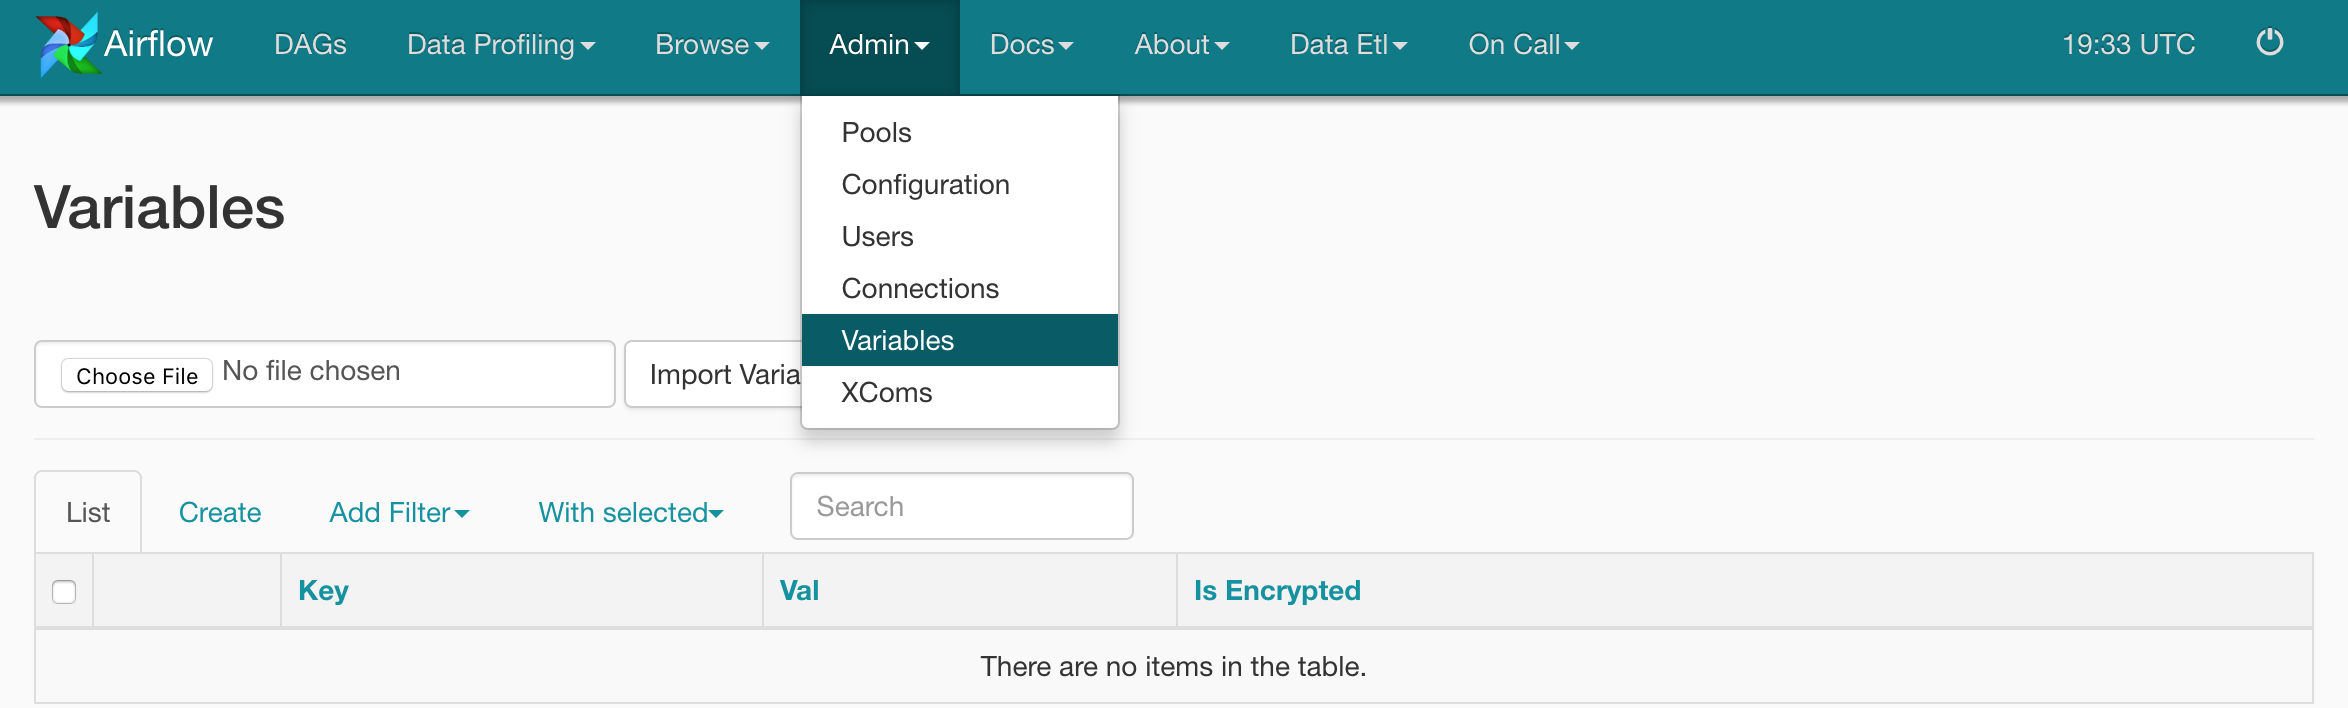 Airflow DAGs Data Profiling Browse Admin Docs About Data Etl On Call 19:33 UTC
Pools
Configuration
Users
Connections
Variables
XComs
Variables
Choose File No file chosen Import Varia
List Create Add Filter With selected Search
Key Val Is Encrypted
There are no items in the table.